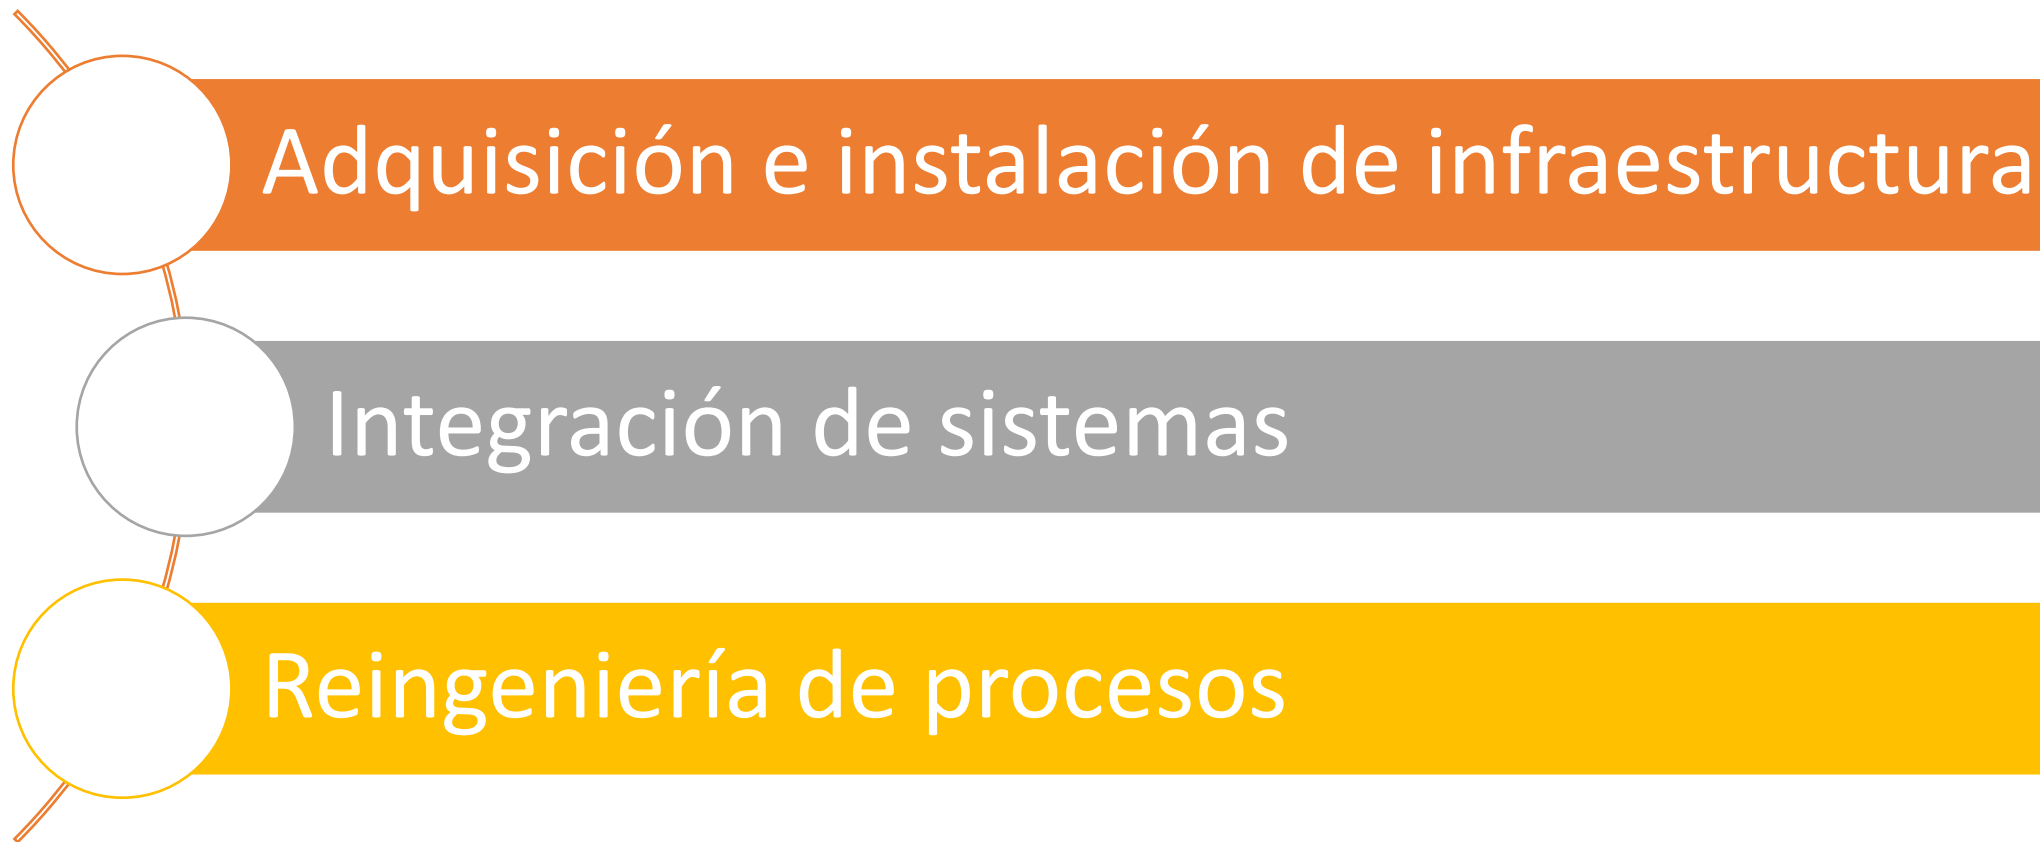 Adquisición e instalación de infraestructura
Integración de sistemas
Reingeniería de procesos